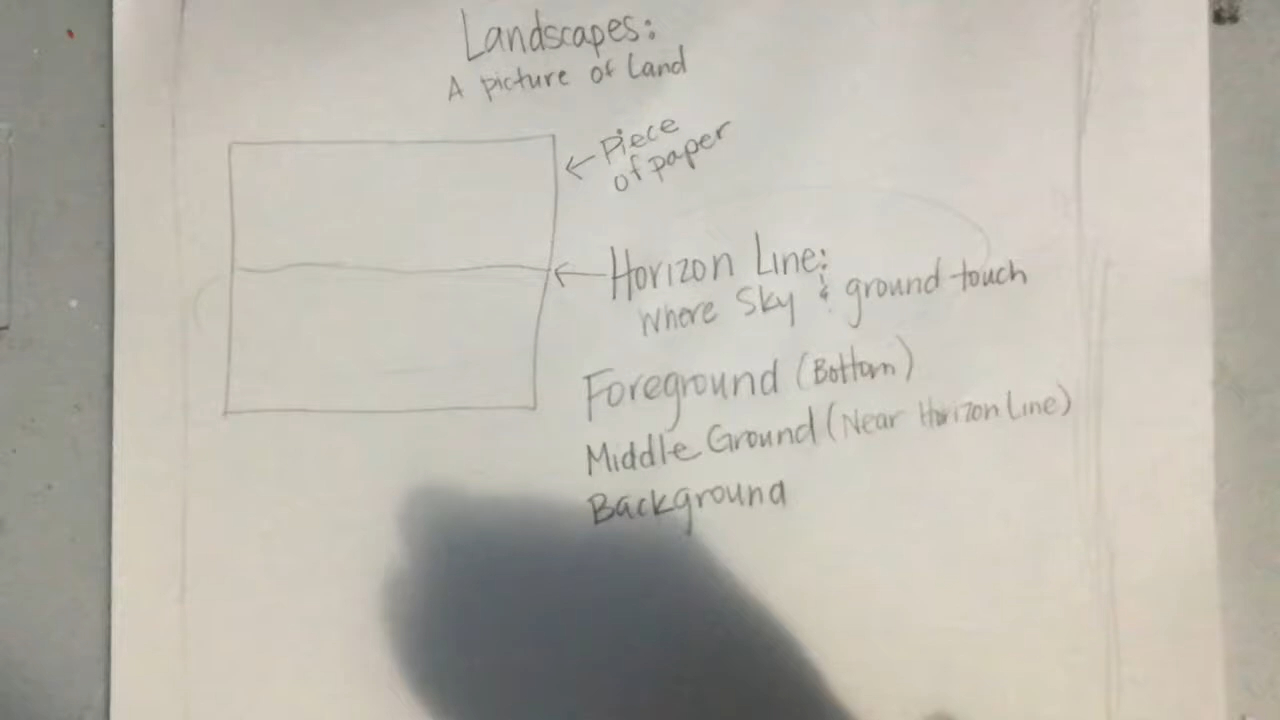 Landscapes:
A picture of Land
← Piece
of paper
← Horizon Line:
Where Sky & ground touch
Foreground (Bottom)
Middle Ground (Near Horizon Line)
Background